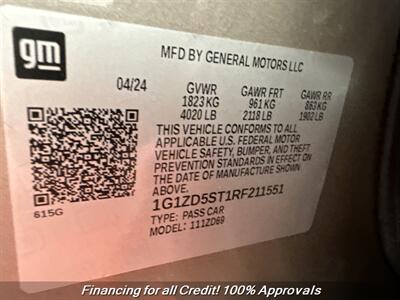 gm
MFD BY GENERAL MOTORS LLC
04/24 GVWR GAWR FRT GAWR RR
1823 KG 961 KG 863 KG
4020 LB 2118 LB 1902 LB
THIS VEHICLE CONFORMS TO ALL
APPLICABLE U.S. FEDERAL MOTOR
VEHICLE SAFETY, BUMPER, AND THEFT
PREVENTION STANDARDS IN EFFECT ON
THE DATE OF MANUFACTURE SHOWN
ABOVE.
1G1ZD5ST1RF211551
615G
TYPE: PASS CAR
MODEL: 111ZD69
Financing for all Credit! 100% Approvals